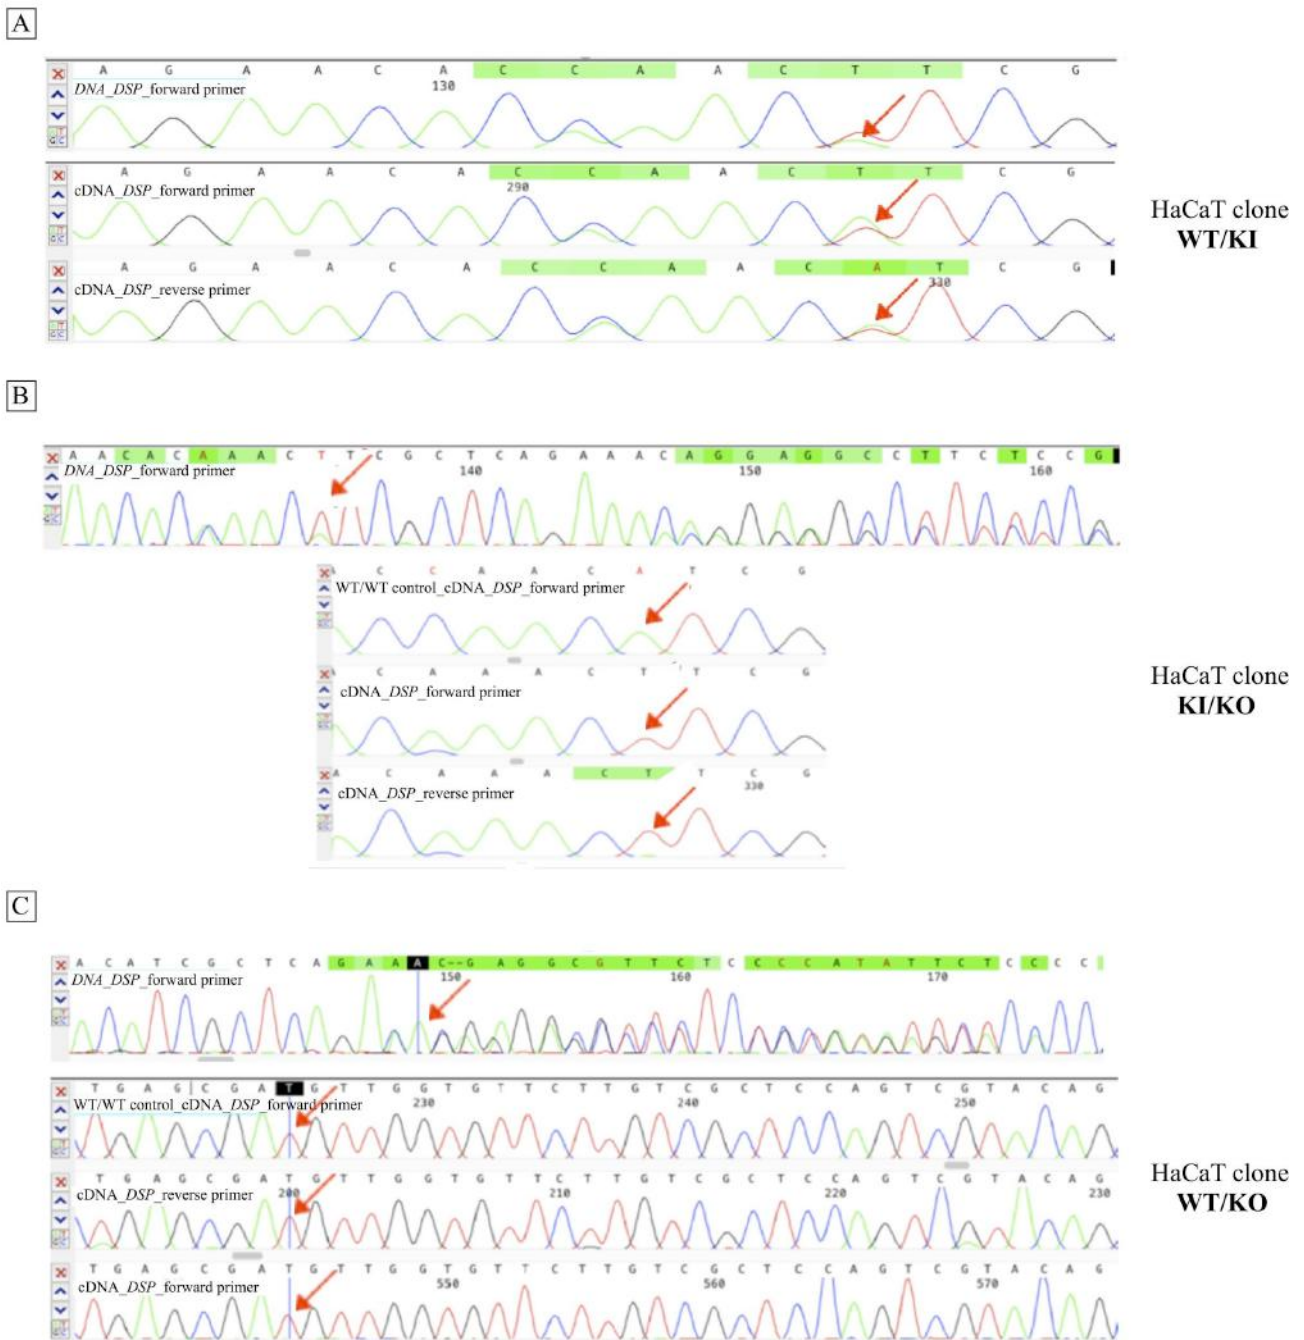 A
A G A A C A C C A A C T T C G
130
DNA_DSP_forward primer
A G A A C A C C A A C T T C G
290
cDNA_DSP_forward primer
A G A A C A C C A A C A T C G
330
cDNA_DSP_reverse primer
HaCaT clone
WT/KI
B
A A C A C A A A C T T C G C T C A G A A A C A G G A G G C C T T C T C C G
140 150 160
DNA_DSP_forward primer
A C C A A C A T C G
WT/WT control_cDNA_DSP_forward primer
A C A A A C T T C G
cDNA_DSP_forward primer
A C A A A C T T C G
330
cDNA_DSP_reverse primer
HaCaT clone
KI/KO
C
A C A T C G C T C A G A A A C--G A G G C G T T C T C C C C A T A T T C T C C C C
150 160 170
DNA_DSP_forward primer
T G A G C G A T G T T G G T G T T C T T G T C G C T C C A G T C G T A C A G
230 240 250
WT/WT control_cDNA_DSP_forward primer
T G A G C G A T G T T G G T G T T C T T G T C G C T C C A G T C G T A C A G
200 210 220 230
cDNA_DSP_reverse primer
T G A G C G A T G T T G G T G T T C T T G T C G C T C C A G T C G T A C A G
550 560 570
cDNA_DSP_forward primer
HaCaT clone
WT/KO